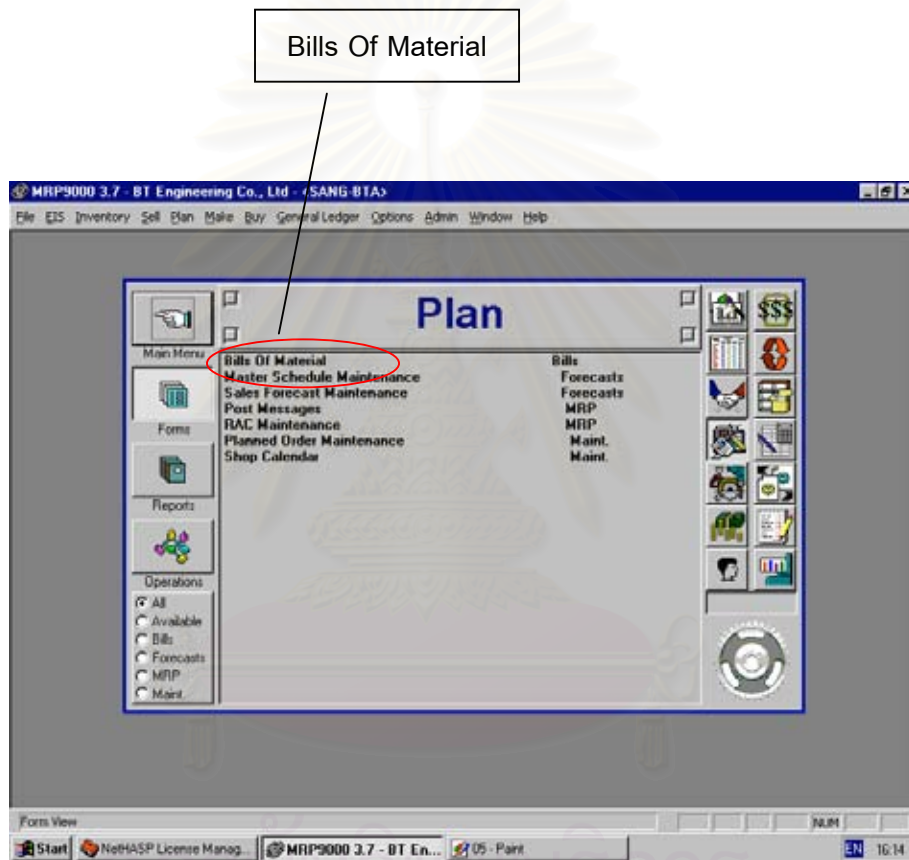 Bills Of Material
MRP9000 3.7 - BT Engineering Co., Ltd - <SANG-BTA>
File EIS Inventory Sell Plan Make Buy General Ledger Options Admin Window Help
Plan
Main Menu
Forms
Reports
Operations
All
Available
Bills
Forecasts
MRP
Maint.
Bills Of Material Bills
Master Schedule Maintenance Forecasts
Sales Forecast Maintenance Forecasts
Post Messages MRP
RAC Maintenance MRP
Planned Order Maintenance Maint.
Shop Calendar Maint.
$$$
Form View NUM
Start NetHASP License Manag... MRP9000 3.7 - BT En... 05 - Paint EN 16:14